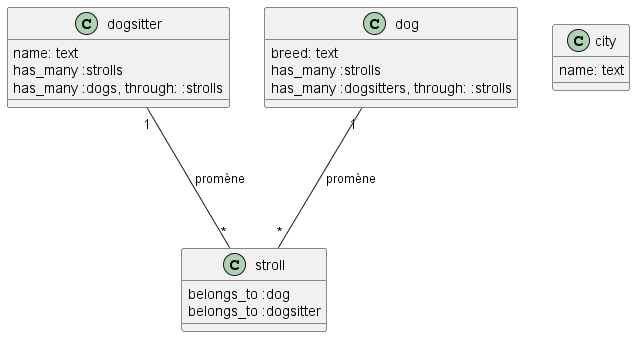 C dogsitter
name: text
has_many :strolls
has_many :dogs, through: :strolls
C dog
breed: text
has_many :strolls
has_many :dogsitters, through: :strolls
C city
name: text
1
1
promène
promène
*
*
C stroll
belongs_to :dog
belongs_to :dogsitter